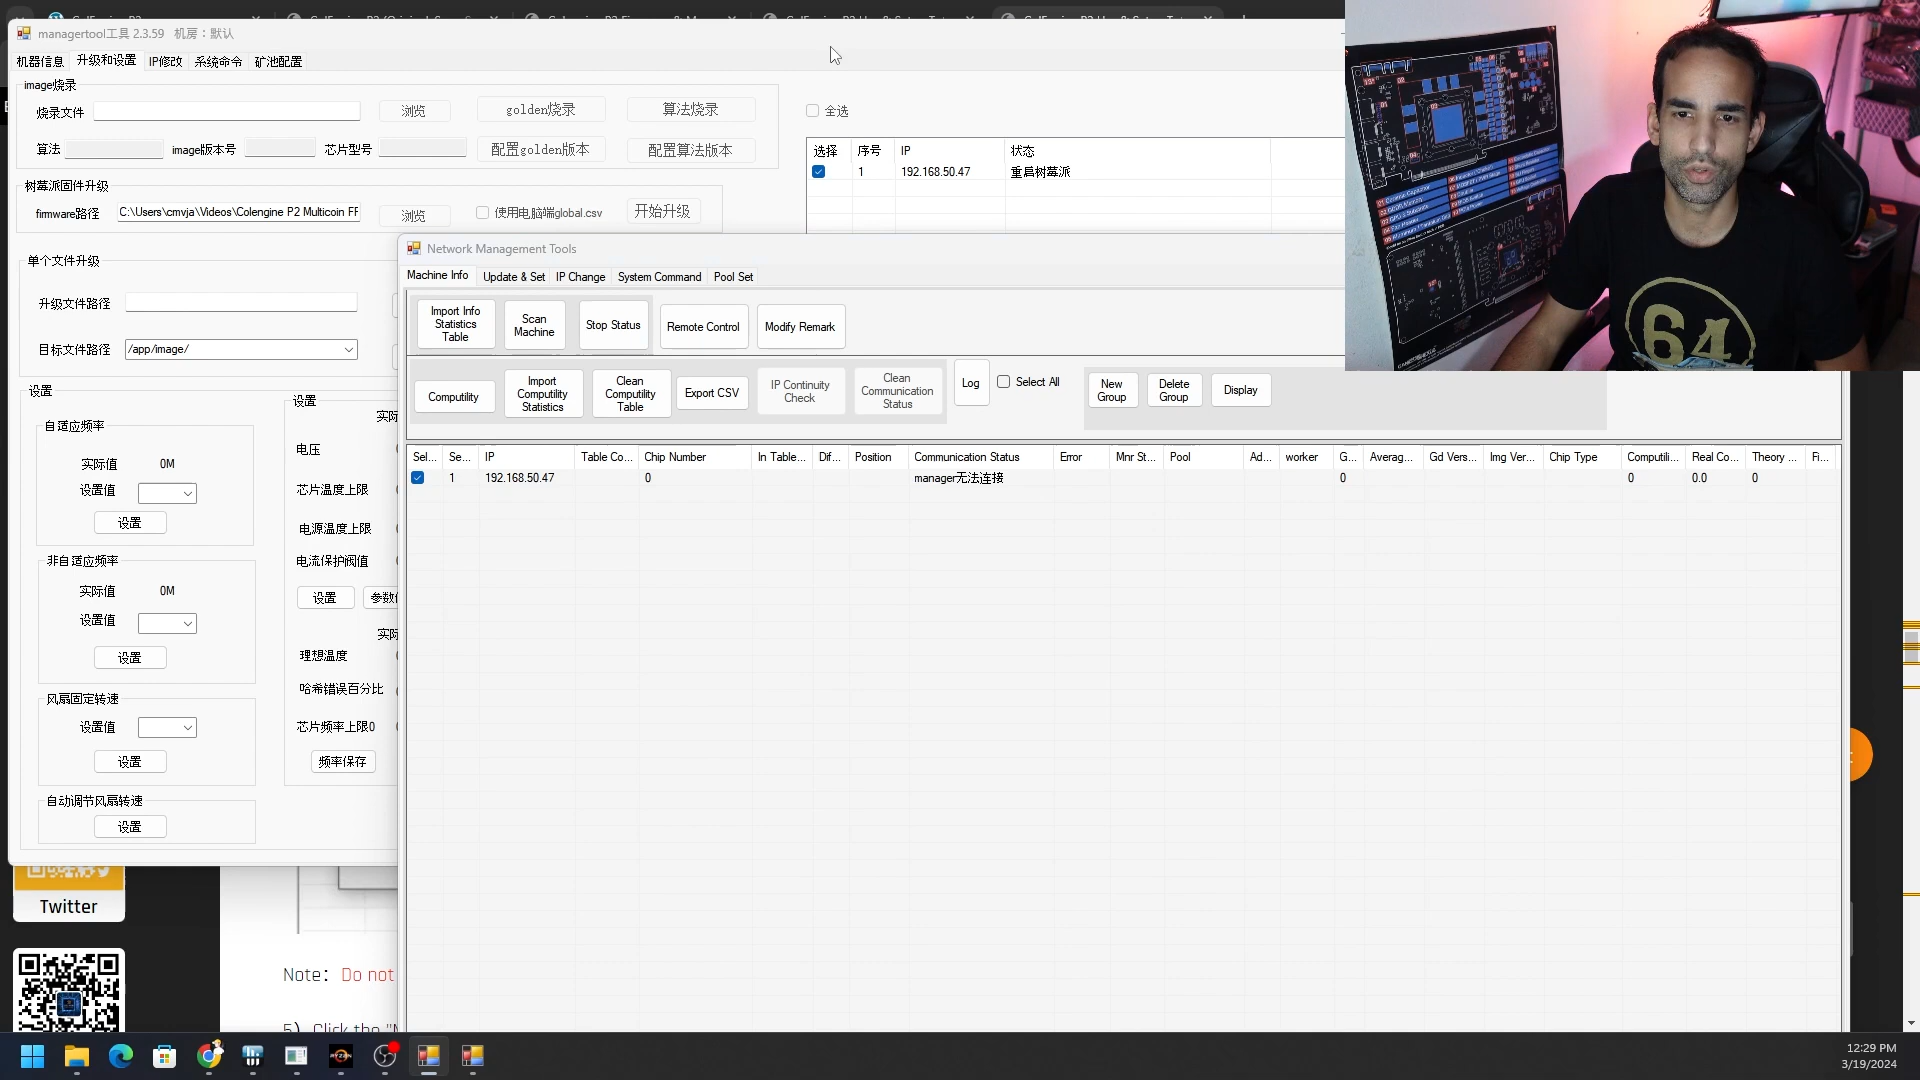 managertool工具 2.3.59 机房：默认
机器信息 升级和设置 IP修改 系统命令 矿池配置
image烧录
烧录文件 浏览 golden烧录 算法烧录
算法 image版本号 芯片型号 配置golden版本 配置算法版本
全选
选择 序号 IP 状态
1 192.168.50.47 重启树莓派
树莓派固件升级
firmware路径 C:\Users\cmvja\Videos\Colengine P2 Multicoin FF 浏览 使用电脑端global.csv 开始升级
单个文件升级
升级文件路径
目标文件路径 /app/image/
设置
自适应频率
实际值 0M
设置值
设置
非自适应频率
实际值 0M
设置值
设置
风扇固定转速
设置值
设置
自动调节风扇转速
设置
设置
实际
电压
芯片温度上限
电源温度上限
电流保护阀值
设置 参数
实际
理想温度
哈希错误百分比
芯片频率上限0
频率保存
Network Management Tools
Machine Info Update & Set IP Change System Command Pool Set
Import Info Statistics Table Scan Machine Stop Status Remote Control Modify Remark
Computility Import Computility Statistics Clean Computility Table Export CSV IP Continuity Check Clean Communication Status Log Select All New Group Delete Group Display
Sel... Se... IP Table Co... Chip Number In Table... Dif... Position Communication Status Error Mnr St... Pool Ad... worker G... Averag... Gd Vers... Img Ver... Chip Type Computili... Real Co... Theory ... Fi...
1 192.168.50.47 0 manager无法连接 0 0 0.0 0
64
Twitter
Note: Do not
5) Click the "M
RYZEN
12:29 PM
3/19/2024